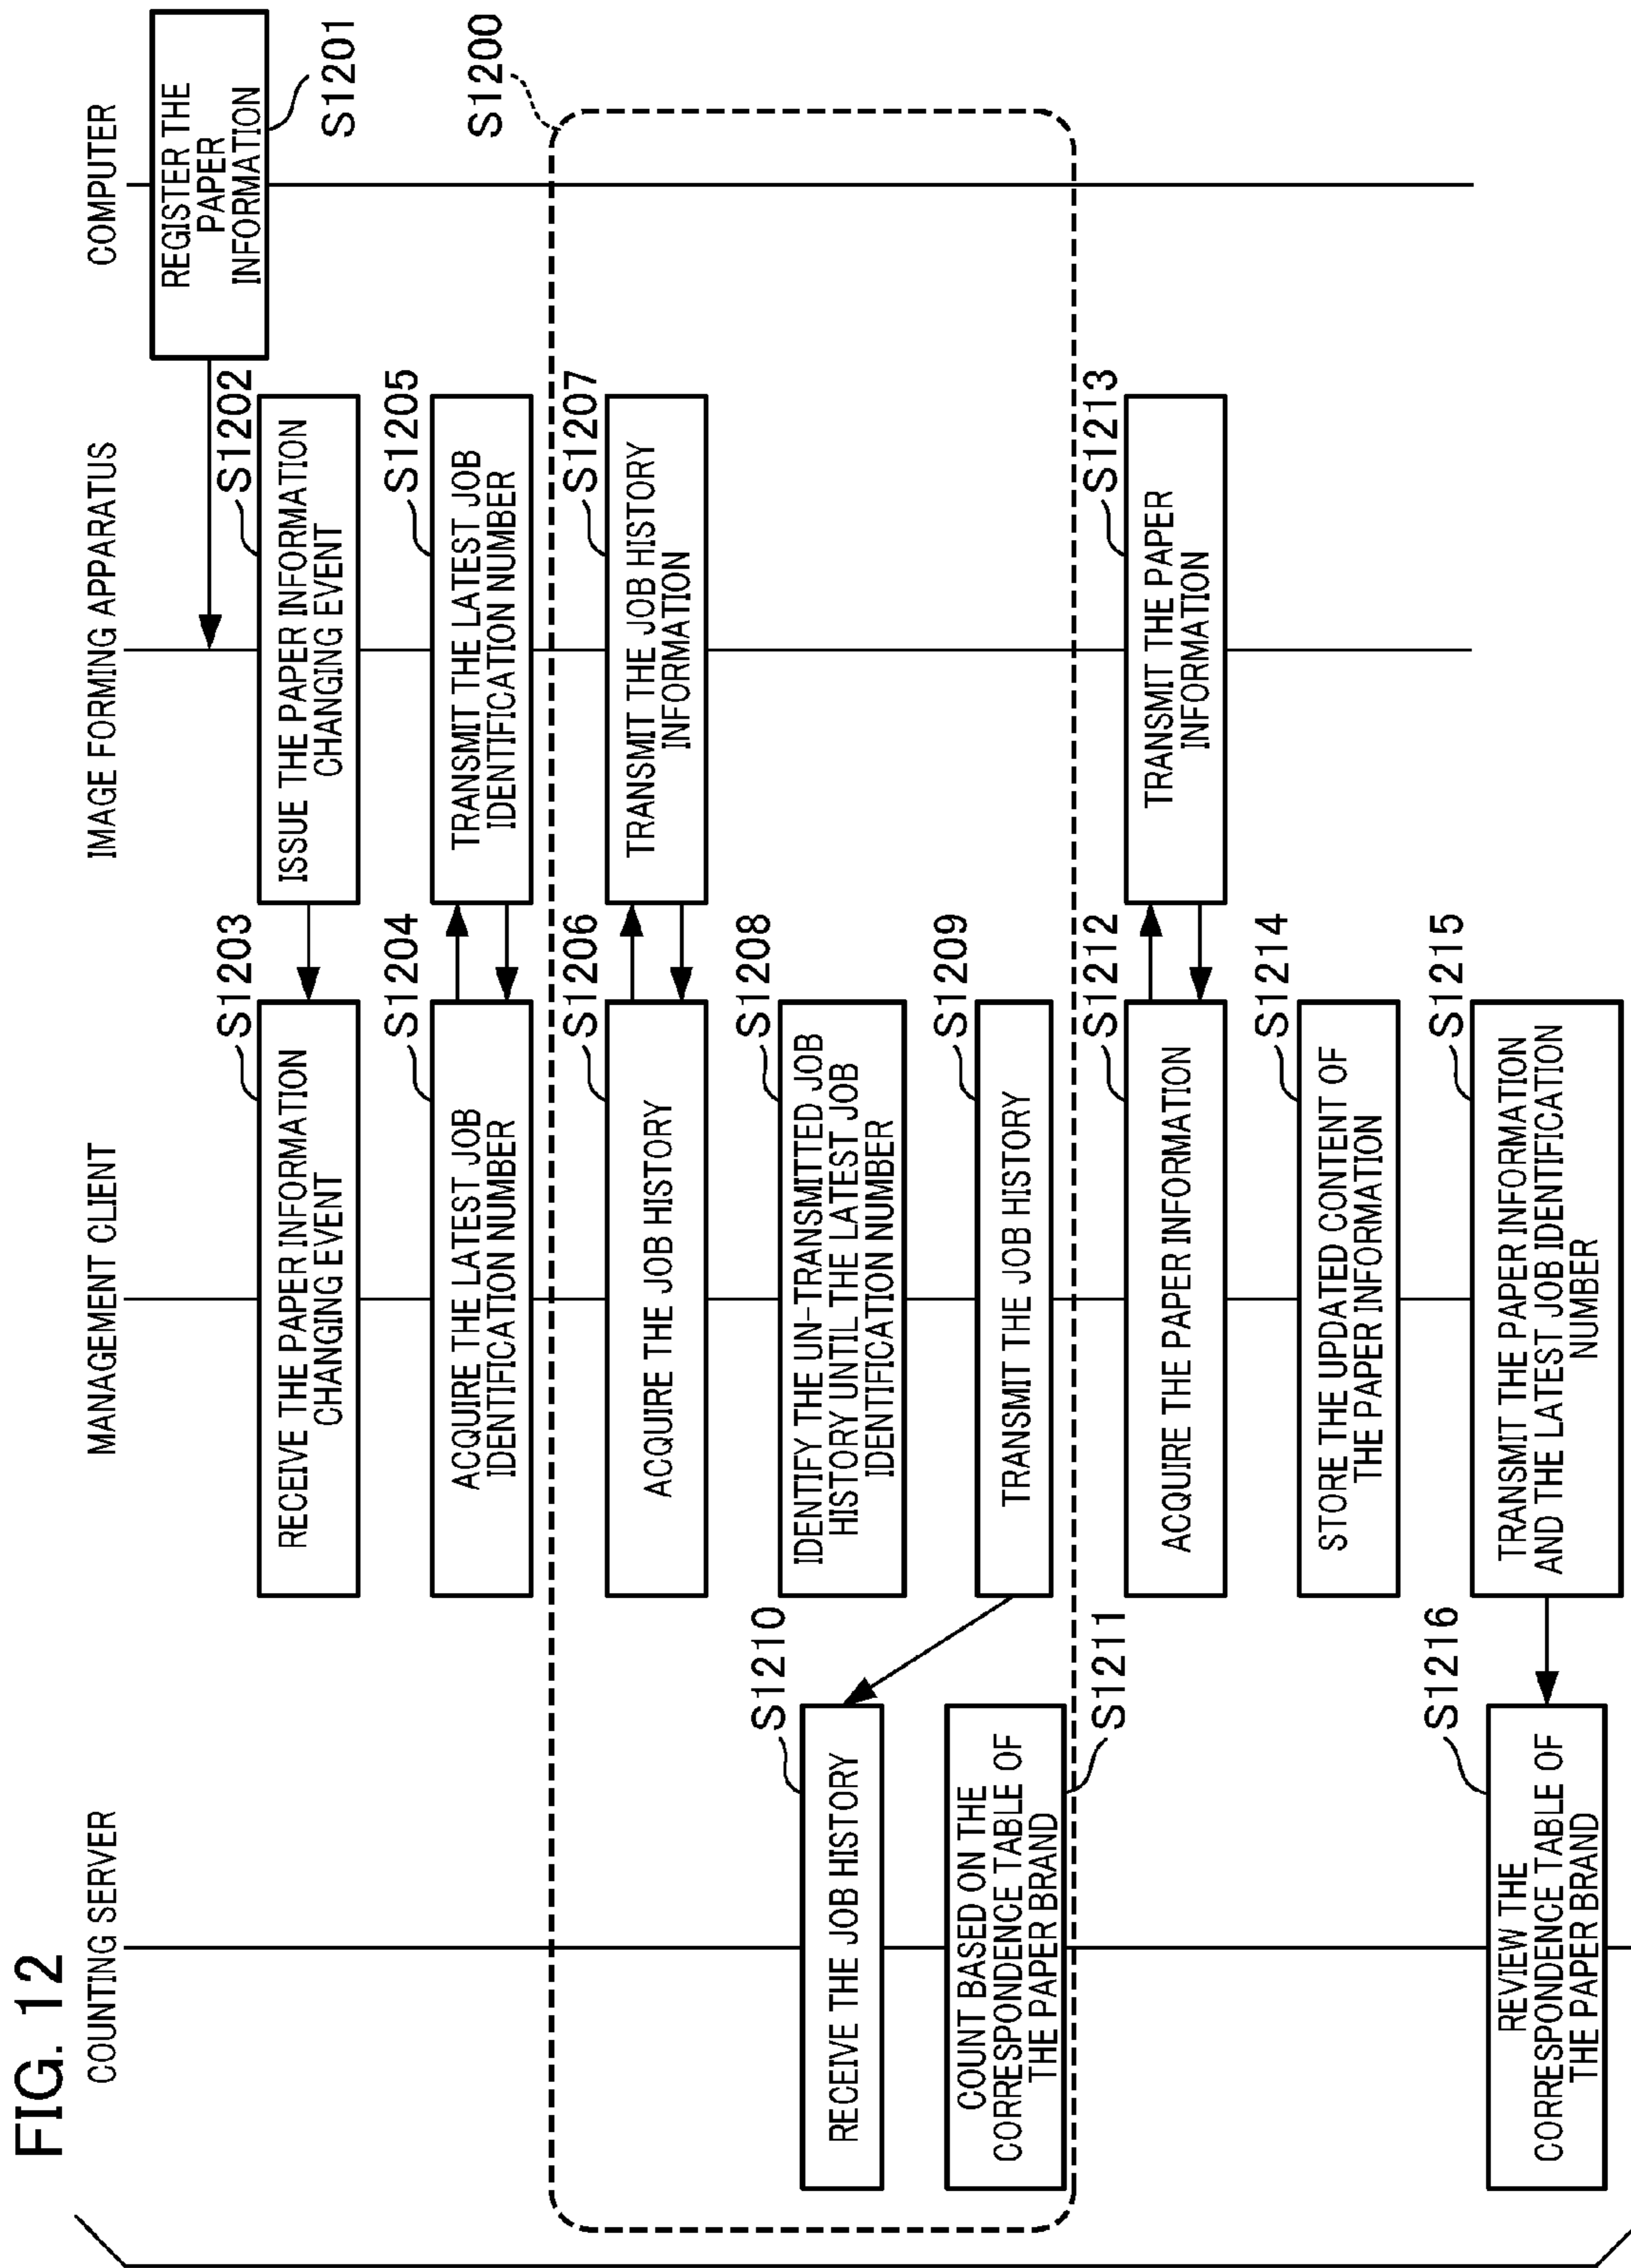 FIG. 12
COUNTING SERVER
MANAGEMENT CLIENT
IMAGE FORMING APPARATUS
COMPUTER
REGISTER THE
PAPER
INFORMATION
S1201
S1202
ISSUE THE PAPER INFORMATION
CHANGING EVENT
S1203
RECEIVE THE PAPER INFORMATION
CHANGING EVENT
S1204
ACQUIRE THE LATEST JOB
IDENTIFICATION NUMBER
S1205
TRANSMIT THE LATEST JOB
IDENTIFICATION NUMBER
S1200
S1206
ACQUIRE THE JOB HISTORY
S1207
TRANSMIT THE JOB HISTORY
INFORMATION
S1208
IDENTIFY THE UN-TRANSMITTED JOB
HISTORY UNTIL THE LATEST JOB
IDENTIFICATION NUMBER
S1209
TRANSMIT THE JOB HISTORY
S1210
RECEIVE THE JOB HISTORY
COUNT BASED ON THE
CORRESPONDENCE TABLE OF
THE PAPER BRAND
S1211
S1212
ACQUIRE THE PAPER INFORMATION
S1213
TRANSMIT THE PAPER
INFORMATION
S1214
STORE THE UPDATED CONTENT OF
THE PAPER INFORMATION
S1215
TRANSMIT THE PAPER INFORMATION
AND THE LATEST JOB IDENTIFICATION
NUMBER
S1216
REVIEW THE
CORRESPONDENCE TABLE OF
THE PAPER BRAND